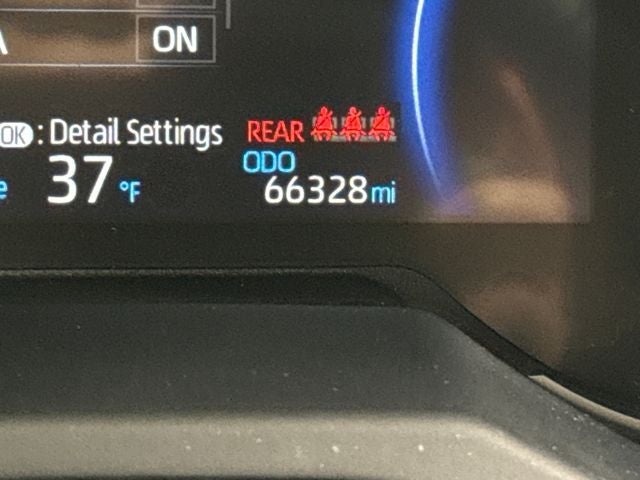 ON
OK : Detail Settings
REAR
37 °F
ODO
66328 mi